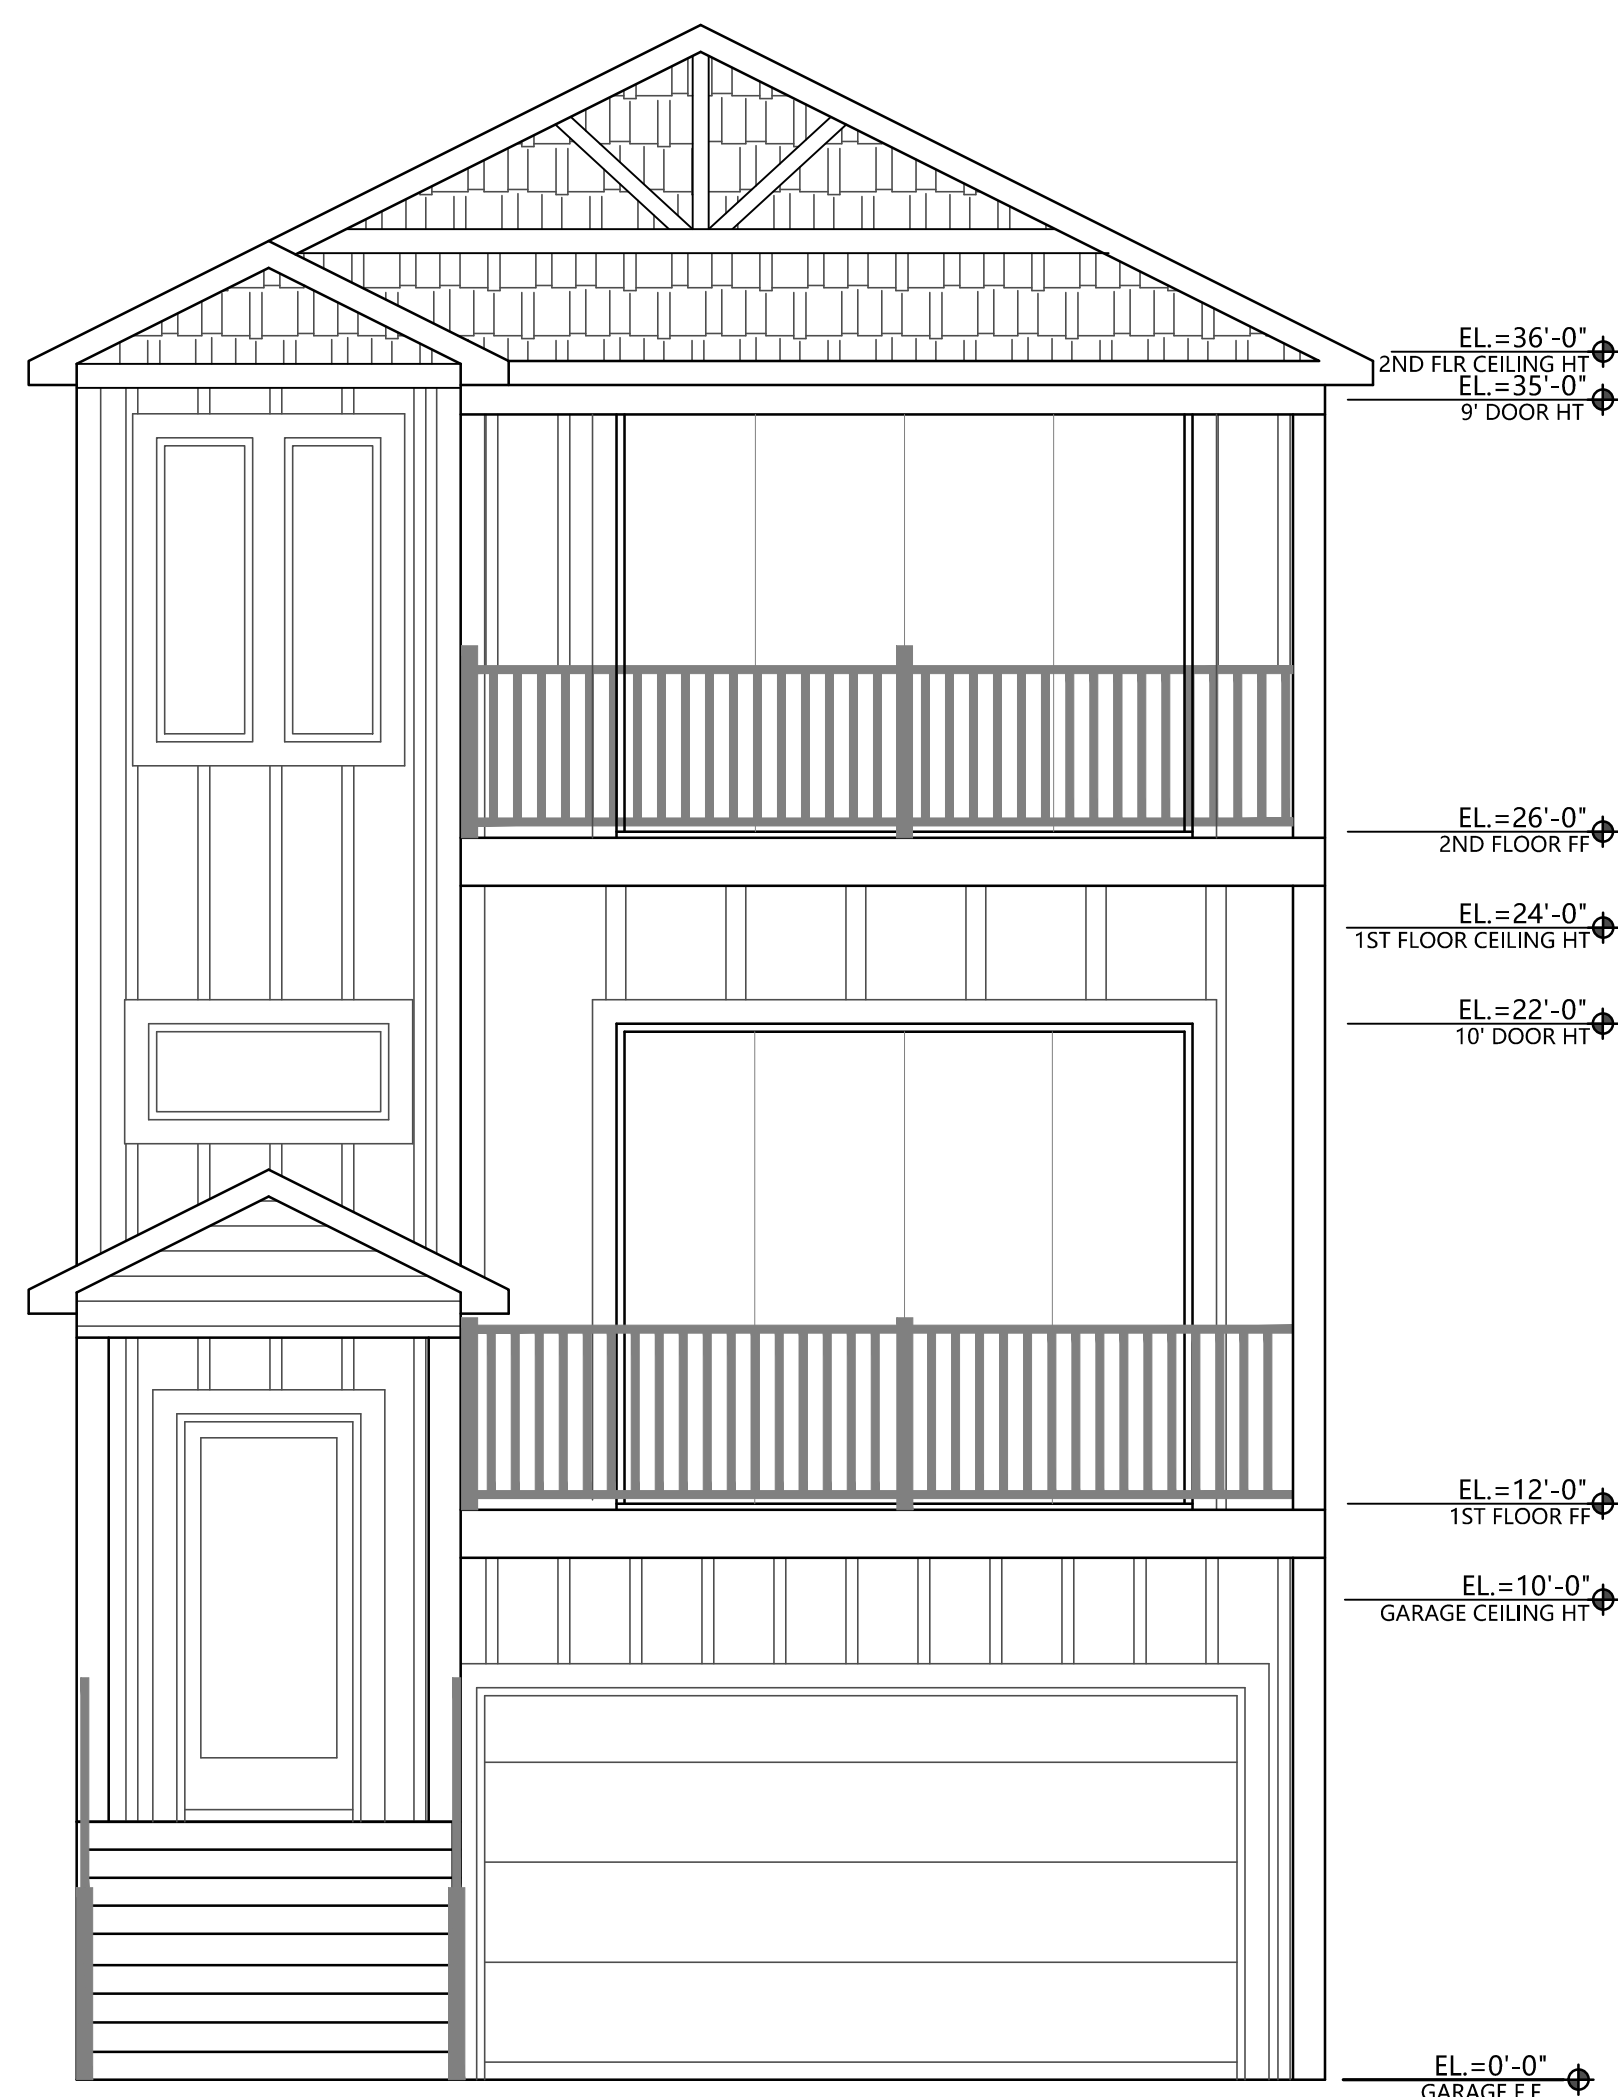 EL.=36'-0"
2ND FLR CEILING HT
EL.=35'-0"
9' DOOR HT
EL.=26'-0"
2ND FLOOR FF
EL.=24'-0"
1ST FLOOR CEILING HT
EL.=22'-0"
10' DOOR HT
EL.=12'-0"
1ST FLOOR FF
EL.=10'-0"
GARAGE CEILING HT
EL.=0'-0"
GARAGE F.F.